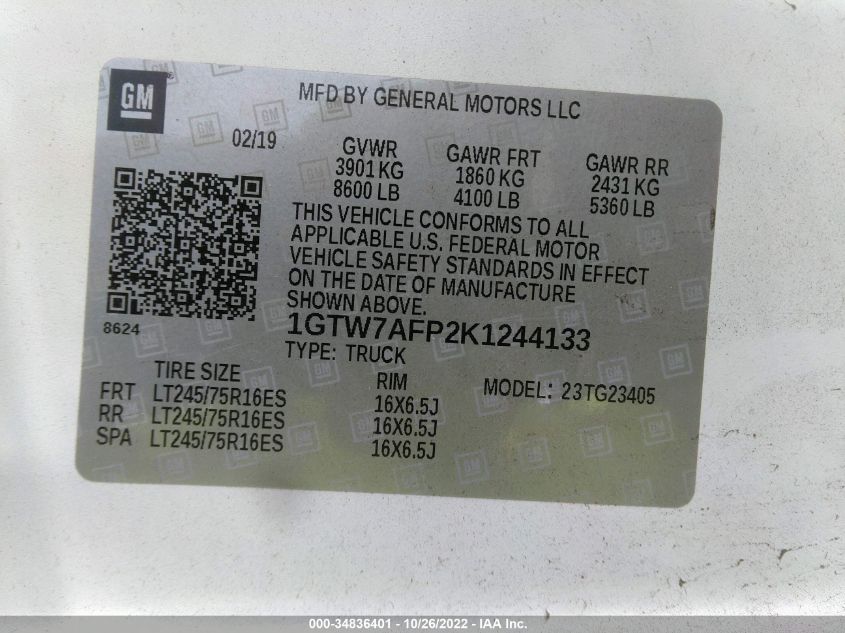 GM
MFD BY GENERAL MOTORS LLC
02/19
GVWR GAWR FRT GAWR RR
3901 KG 1860 KG 2431 KG
8600 LB 4100 LB 5360 LB
THIS VEHICLE CONFORMS TO ALL
APPLICABLE U.S. FEDERAL MOTOR
VEHICLE SAFETY STANDARDS IN EFFECT
ON THE DATE OF MANUFACTURE
SHOWN ABOVE.
8624
1GTW7AFP2K1244133
TYPE: TRUCK
TIRE SIZE RIM MODEL: 23TG23405
FRT LT245/75R16ES 16X6.5J
RR LT245/75R16ES 16X6.5J
SPA LT245/75R16ES 16X6.5J
000-34836401 - 10/26/2022 - IAA Inc.